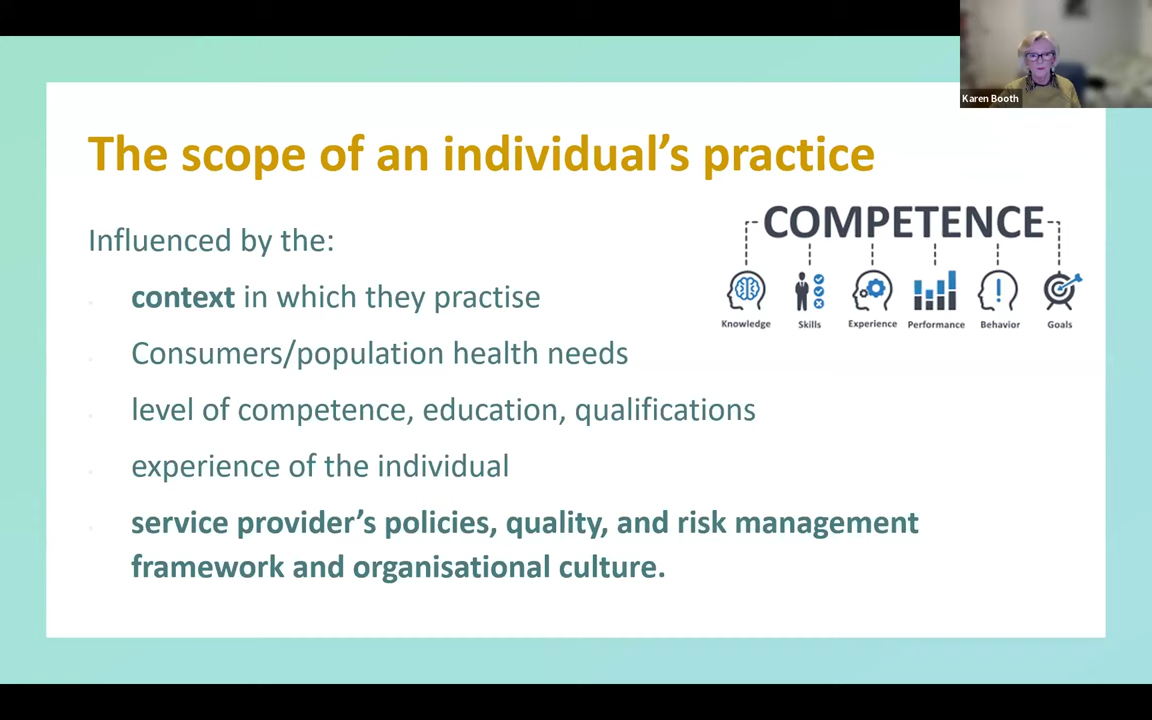 Karen Booth
The scope of an individual’s practice
Influenced by the:
context in which they practise
Consumers/population health needs
level of competence, education, qualifications
experience of the individual
service provider’s policies, quality, and risk management
framework and organisational culture.
COMPETENCE
Knowledge Skills Experience Performance Behavior Goals